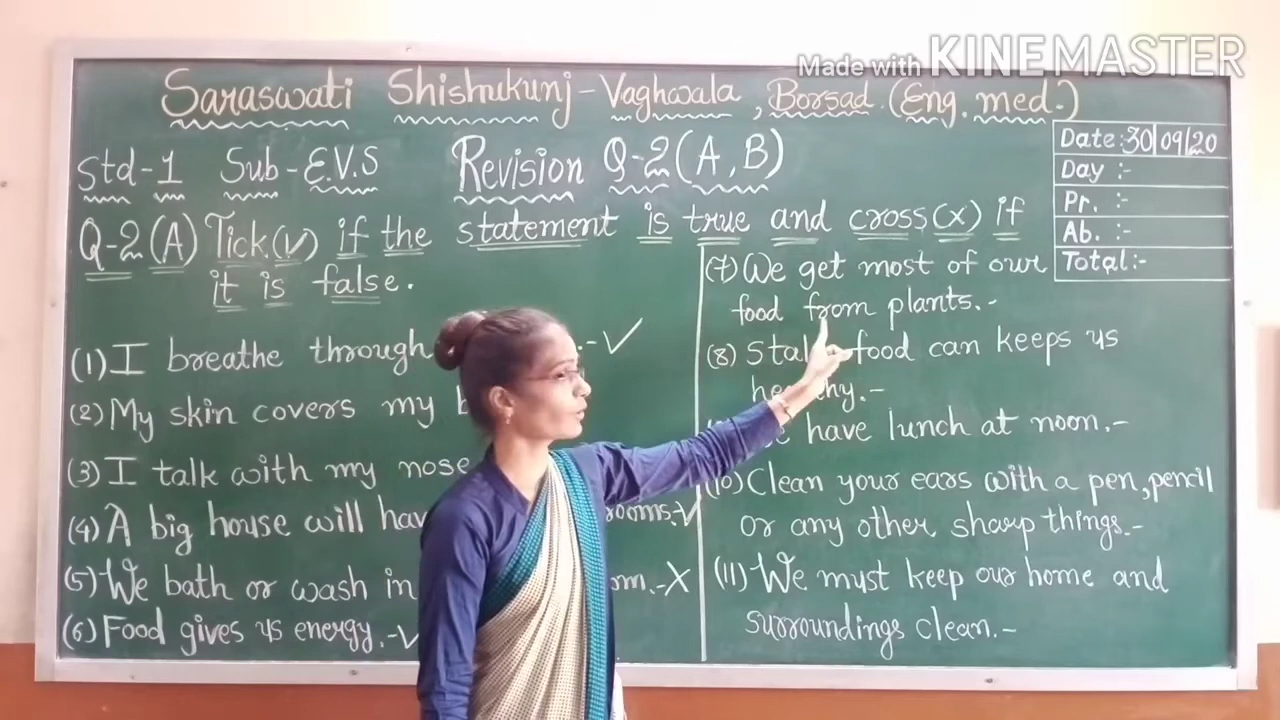 Made with KINEMASTER
Saraswati Shishukunj-Vaghwala, Borsad. (Eng. med.)
Std-1 Sub-E.V.S Revision Q-2(A, B)
Date:30|09|20
Day :-
Pr. :-
Ab. :-
Total:-
Q-2(A) Tick(✓) if the statement is true and cross(x) if
it is false.
(1) I breathe through .-✓
(2) My skin covers my
(3) I talk with my nose
(4) A big house will rooms.-✓
(5) We bath or wash in .-X
(6) Food gives us energy.-✓
(7) We get most of our
food from plants.-
(8) food can keeps us
.-
have lunch at noon.-
(10) Clean your ears with a pen, pencil
or any other sharp things.-
(11) We must keep our home and
surroundings clean.-